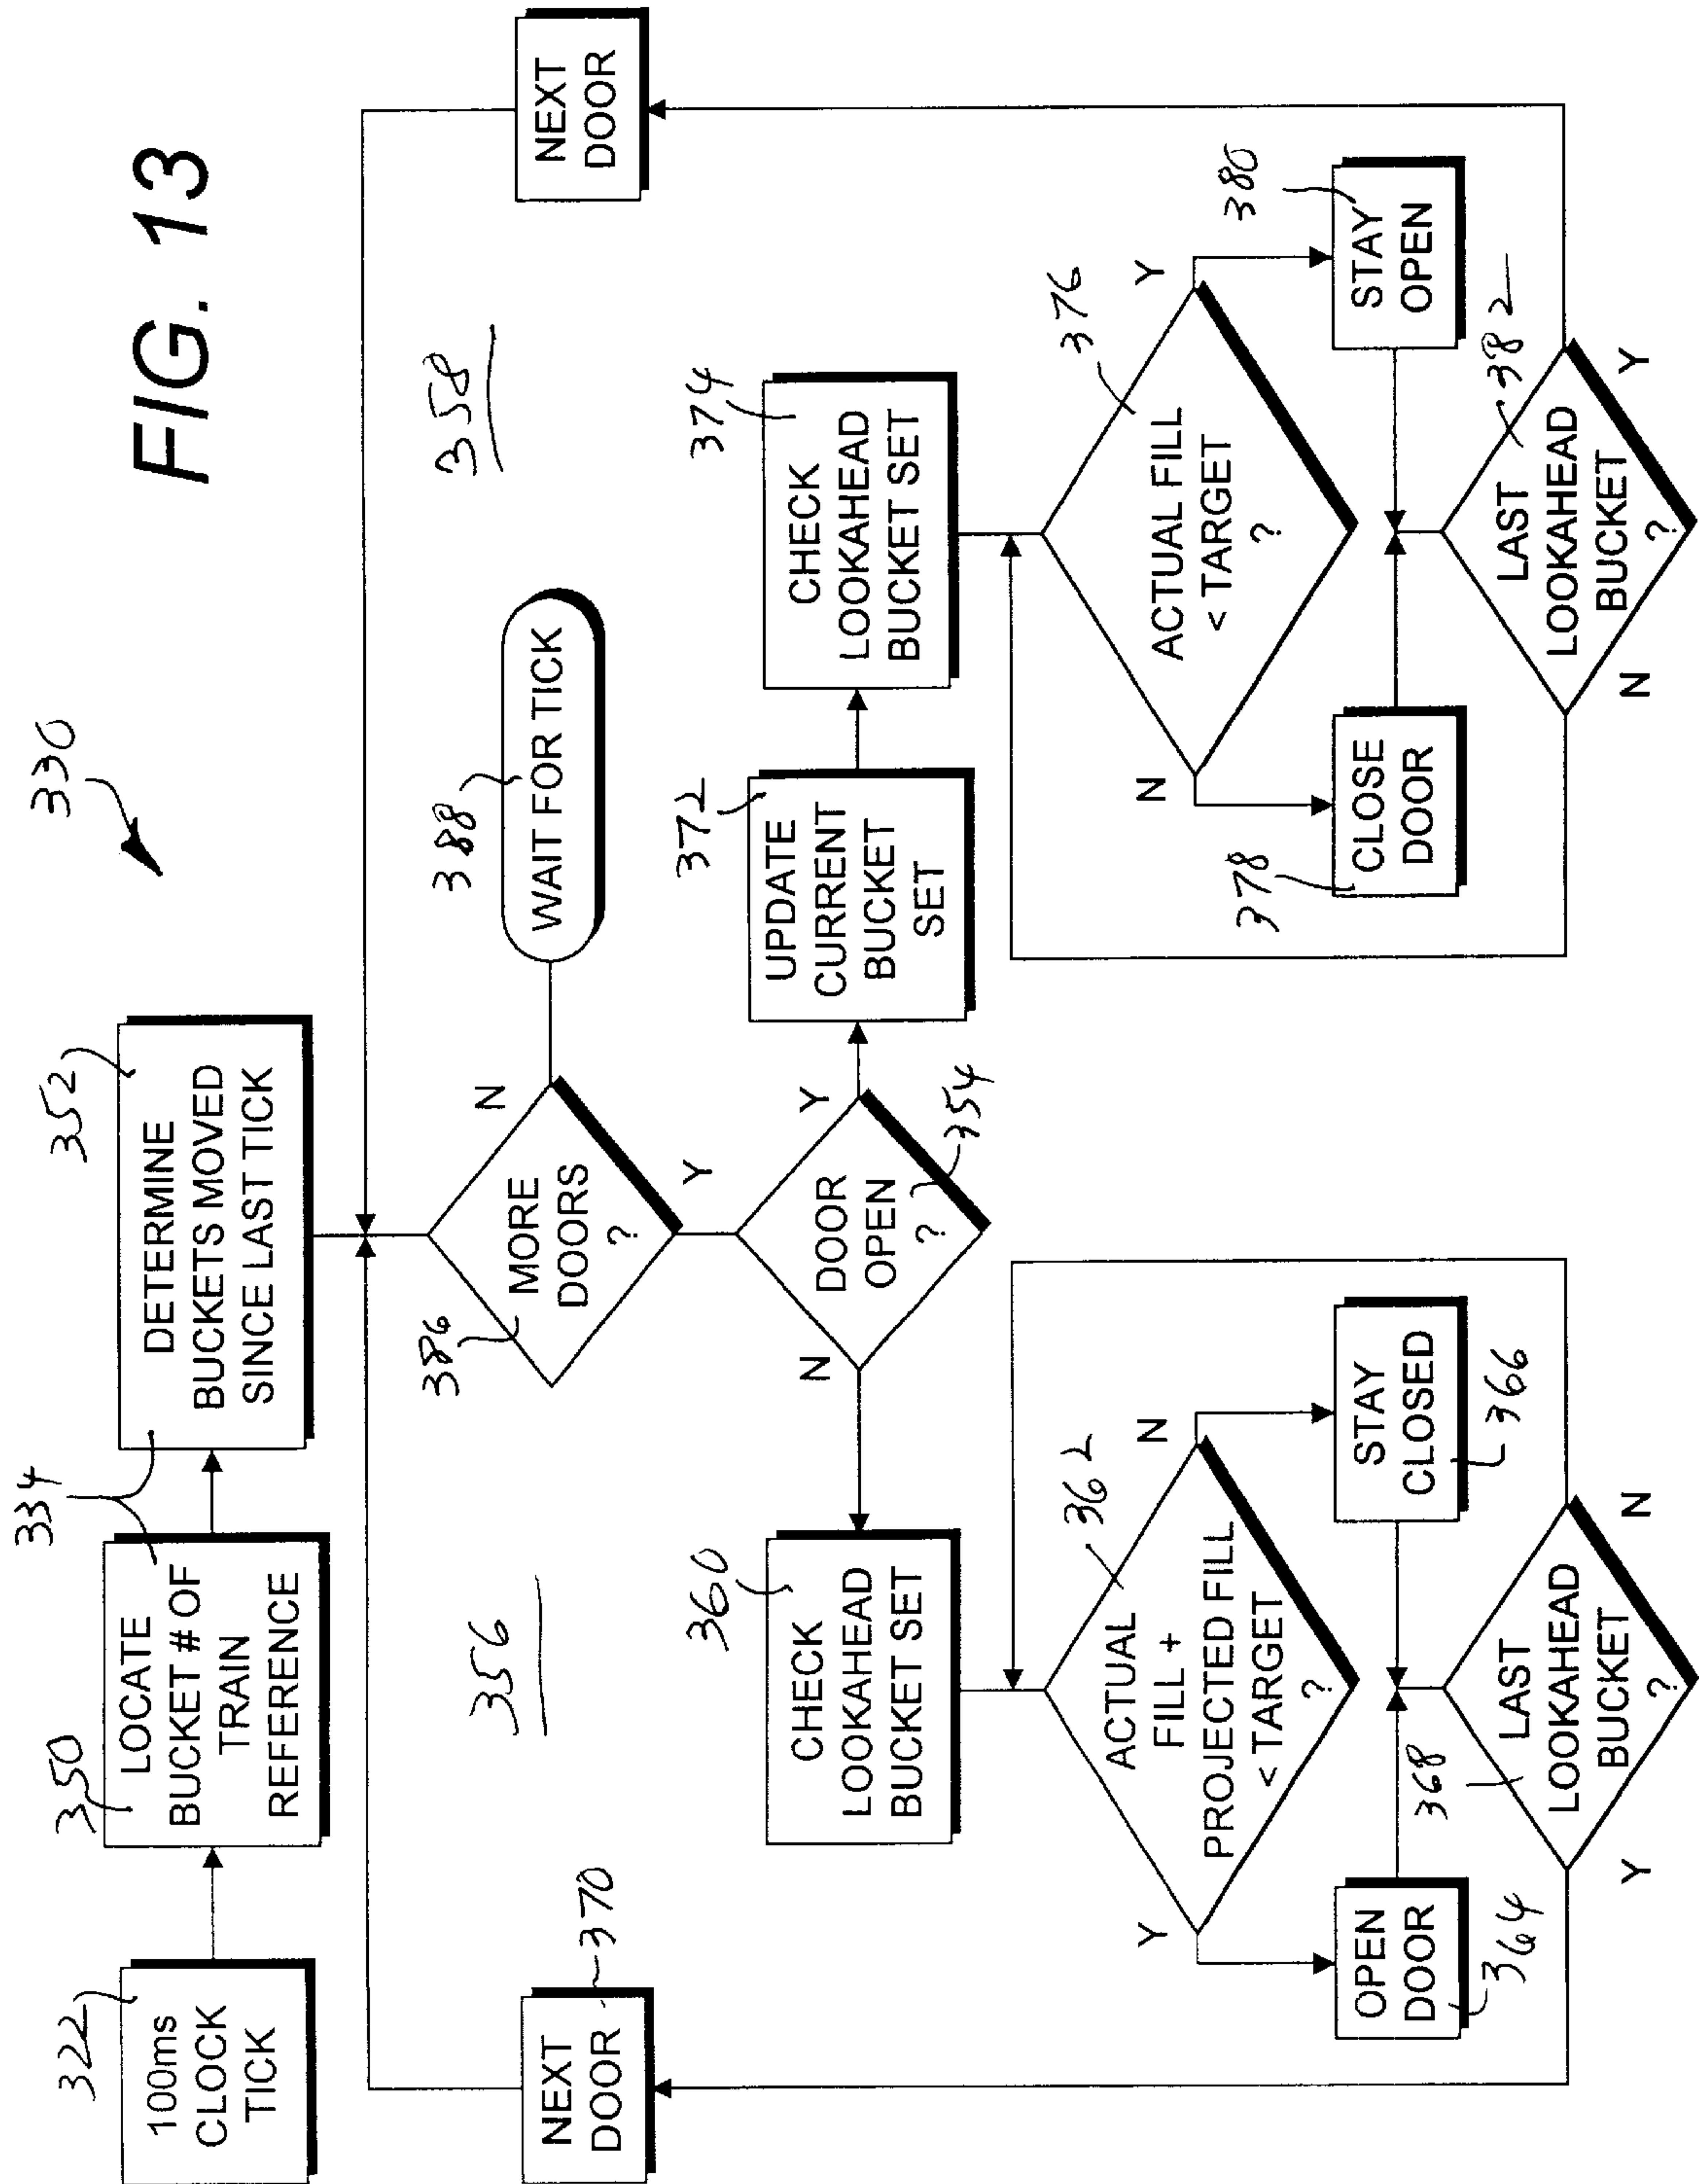 FIG. 13
330
322
100ms
CLOCK
TICK
350
LOCATE
BUCKET # OF
TRAIN
REFERENCE
334
352
DETERMINE
BUCKETS MOVED
SINCE LAST TICK
NEXT
DOOR
370
386
MORE
DOORS
?
N
Y
388
WAIT FOR TICK
NEXT
DOOR
356
358
DOOR
OPEN
?
N
Y
354
360
CHECK
LOOKAHEAD
BUCKET SET
372
UPDATE
CURRENT
BUCKET
SET
374
CHECK
LOOKAHEAD
BUCKET SET
362
ACTUAL
FILL +
PROJECTED FILL
< TARGET
?
Y
N
OPEN
DOOR
364
STAY
CLOSED
366
368
LAST
LOOKAHEAD
BUCKET
?
Y
N
376
ACTUAL FILL
< TARGET
?
N
Y
378
CLOSE
DOOR
380
STAY
OPEN
382
LAST
LOOKAHEAD
BUCKET
?
N
Y